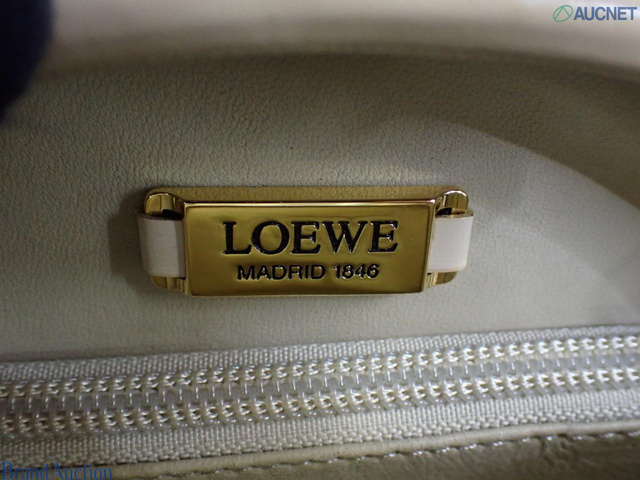 AUCNET
LOEWE
MADRID 1846
Brand Auction